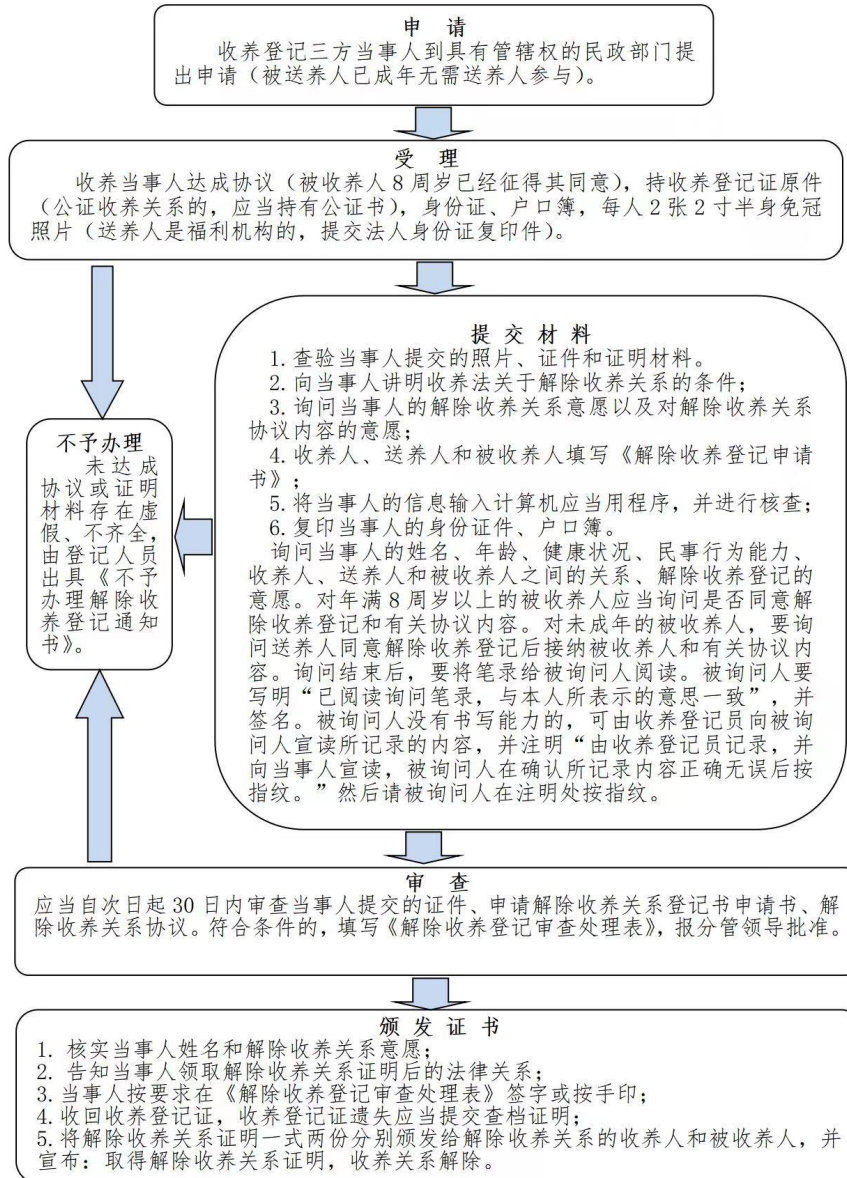 申 请
收养登记三方当事人到具有管辖权的民政部门提
出申请（被送养人已成年无需送养人参与）。
受 理
收养当事人达成协议（被收养人8周岁已经征得其同意），持收养登记证原件
（公证收养关系的，应当持有公证书），身份证、户口簿，每人2张2寸半身免冠
照片（送养人是福利机构的，提交法人身份证复印件）。
提 交 材 料
1.查验当事人提交的照片、证件和证明材料。
2.向当事人讲明收养法关于解除收养关系的条件；
3.询问当事人的解除收养关系意愿以及对解除收养关系
协议内容的意愿；
4.收养人、送养人和被收养人填写《解除收养登记申请
书》；
5.将当事人的信息输入计算机应当用程序，并进行核查；
6.复印当事人的身份证件、户口簿。
询问当事人的姓名、年龄、健康状况、民事行为能力、
收养人、送养人和被收养人之间的关系、解除收养登记的
意愿。对年满8周岁以上的被收养人应当询问是否同意解
除收养登记和有关协议内容。对未成年的被收养人，要询
问送养人同意解除收养登记后接纳被收养人和有关协议内
容。询问结束后，要将笔录给被询问人阅读。被询问人要
写明“已阅读询问笔录，与本人所表示的意思一致”，并
签名。被询问人没有书写能力的，可由收养登记员向被询
问人宣读所记录的内容，并注明“由收养登记员记录，并
向当事人宣读，被询问人在确认所记录内容正确无误后按
指纹。”然后请被询问人在注明处按指纹。
不予办理
未达成
协议或证明
材料存在虚
假、不齐全，
由登记人员
出具《不予
办理解除收
养登记通知
书》。
审 查
应当自次日起30日内审查当事人提交的证件、申请解除收养关系登记书申请书、解
除收养关系协议。符合条件的，填写《解除收养登记审查处理表》，报分管领导批准。
颁 发 证 书
1. 核实当事人姓名和解除收养关系意愿；
2. 告知当事人领取解除收养关系证明后的法律关系；
3.当事人按要求在《解除收养登记审查处理表》签字或按手印；
4.收回收养登记证，收养登记证遗失应当提交查档证明；
5.将解除收养关系证明一式两份分别颁发给解除收养关系的收养人和被收养人，并
宣布：取得解除收养关系证明，收养关系解除。